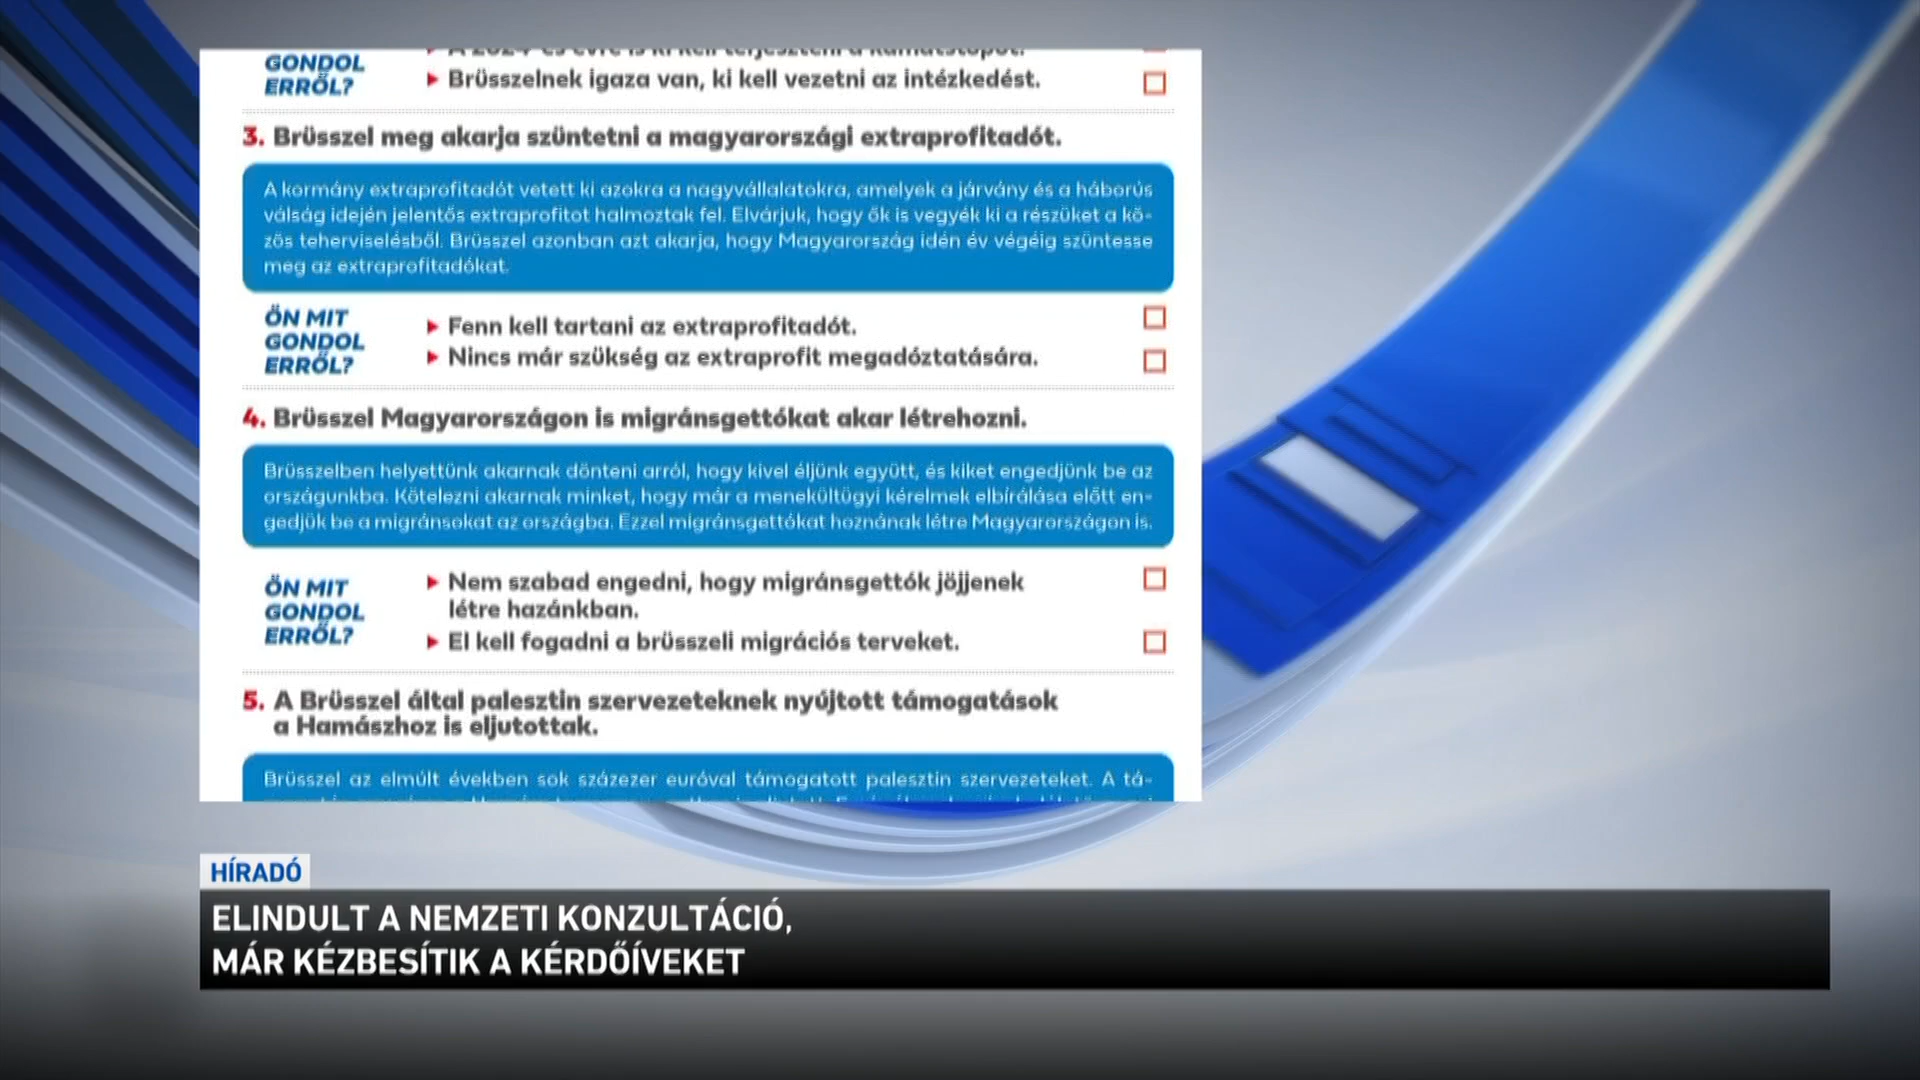 A 2024-es évre is ki kell terjeszteni a kamatstopot.
GONDOL
ERRŐL?
Brüsszelnek igaza van, ki kell vezetni az intézkedést.
3. Brüsszel meg akarja szüntetni a magyarországi extraprofitadót.
A kormány extraprofitadót vetett ki azokra a nagyvállalatokra, amelyek a járvány és a háborús
válság idején jelentős extraprofitot halmoztak fel. Elvárjuk, hogy ők is vegyék ki a részüket a kö-
zös teherviselésből. Brüsszel azonban azt akarja, hogy Magyarország idén év végéig szüntesse
meg az extraprofitadókat.
ÖN MIT
GONDOL
ERRŐL?
Fenn kell tartani az extraprofitadót.
Nincs már szükség az extraprofit megadóztatására.
4. Brüsszel Magyarországon is migránsgettókat akar létrehozni.
Brüsszelben helyettünk akarnak dönteni arról, hogy kivel éljünk együtt, és kiket engedjünk be az
országunkba. Kötelezni akarnak minket, hogy már a menekültügyi kérelmek elbírálása előtt en-
gedjük be a migránsokat az országba. Ezzel migránsgettókat hoznának létre Magyarországon is.
ÖN MIT
GONDOL
ERRŐL?
Nem szabad engedni, hogy migránsgettók jöjjenek
létre hazánkban.
El kell fogadni a brüsszeli migrációs terveket.
5. A Brüsszel által palesztin szervezeteknek nyújtott támogatások
a Hamászhoz is eljutottak.
Brüsszel az elmúlt években sok százezer euróval támogatott palesztin szervezeteket. A tá-
HÍRADÓ
ELINDULT A NEMZETI KONZULTÁCIÓ,
MÁR KÉZBESÍTIK A KÉRDŐÍVEKET